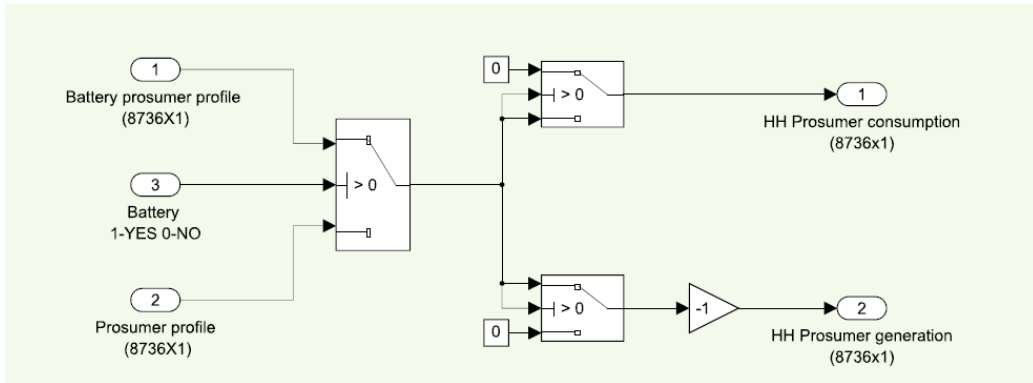 1
Battery prosumer profile
(8736X1)
3
Battery
1-YES 0-NO
2
Prosumer profile
(8736X1)
> 0
0
> 0
1
HH Prosumer consumption
(8736x1)
> 0
0
-1
2
HH Prosumer generation
(8736x1)